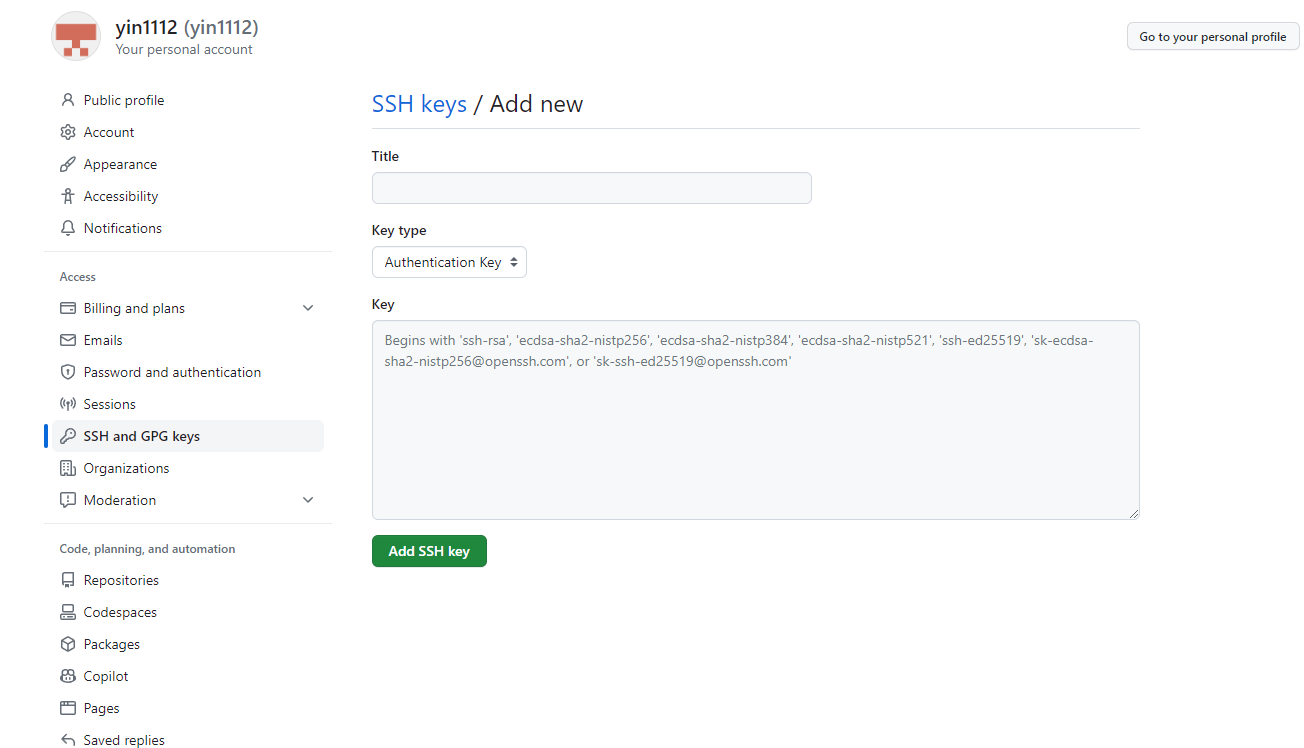 yin1112 (yin1112)
Your personal account
Go to your personal profile
Public profile
Account
Appearance
Accessibility
Notifications
Access
Billing and plans
Emails
Password and authentication
Sessions
SSH and GPG keys
Organizations
Moderation
Code, planning, and automation
Repositories
Codespaces
Packages
Copilot
Pages
Saved replies
SSH keys / Add new
Title
Key type
Authentication Key
Key
Begins with 'ssh-rsa', 'ecdsa-sha2-nistp256', 'ecdsa-sha2-nistp384', 'ecdsa-sha2-nistp521', 'ssh-ed25519', 'sk-ecdsa-
sha2-nistp256@openssh.com', or 'sk-ssh-ed25519@openssh.com'
Add SSH key